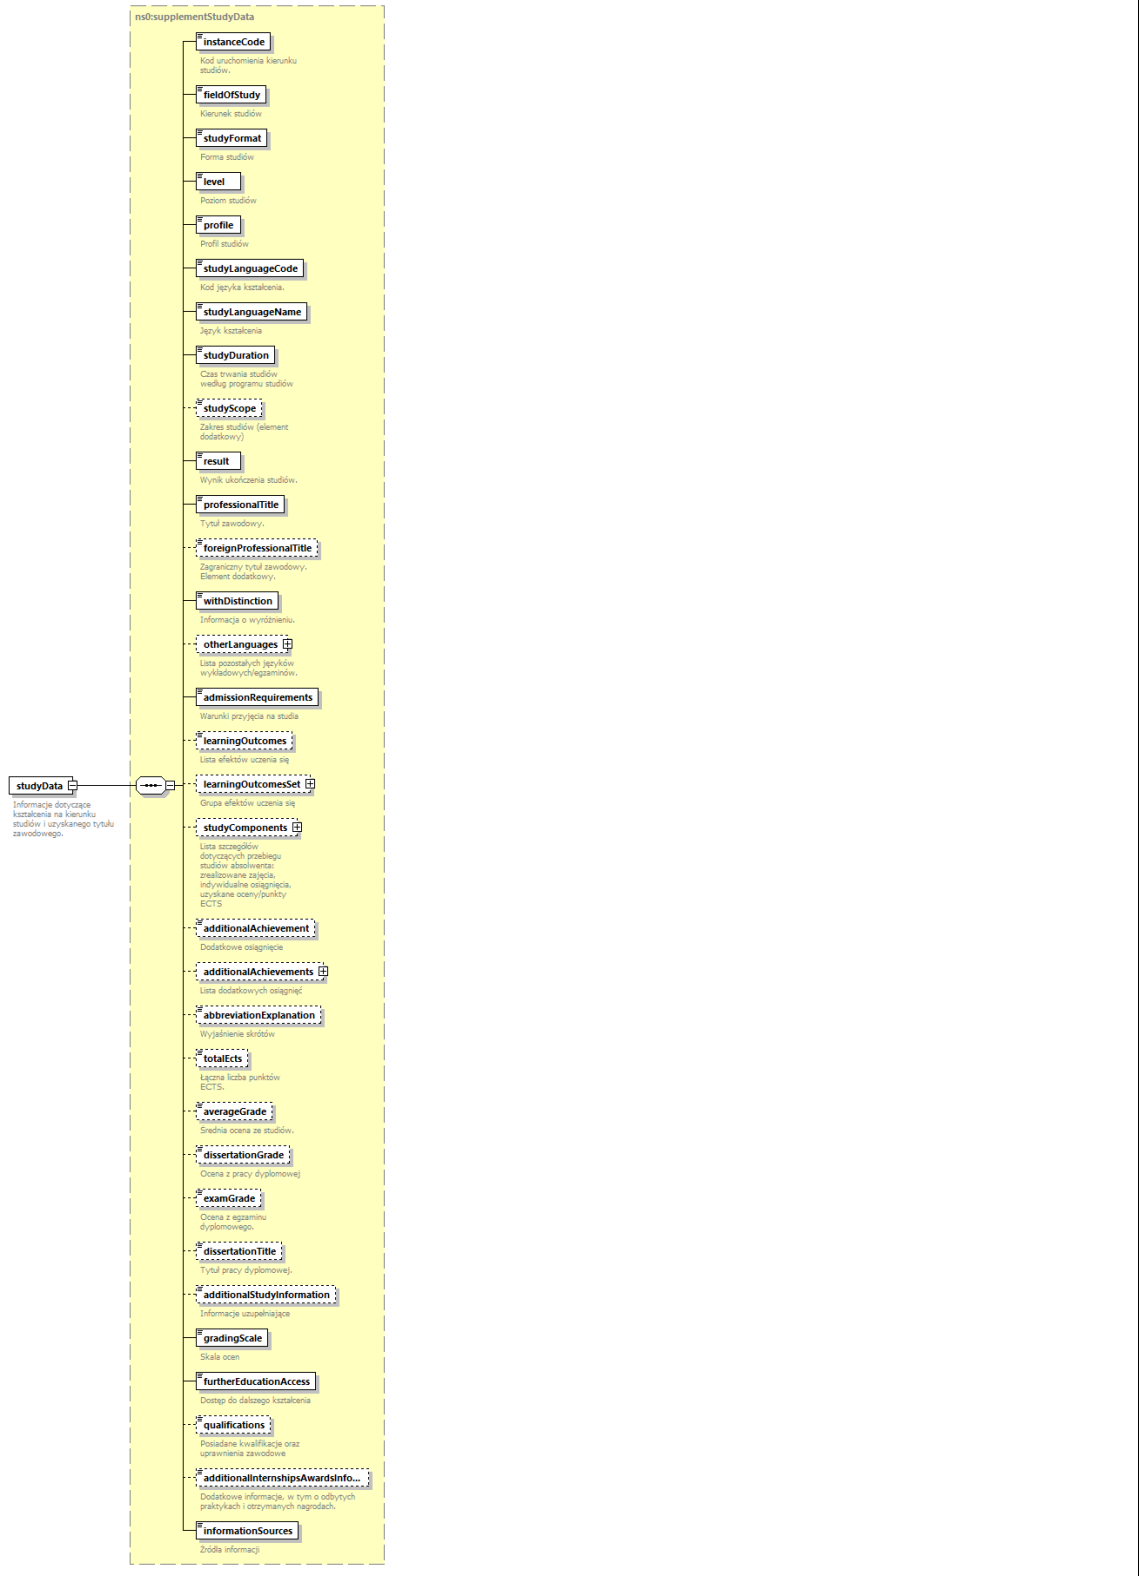 ns0:supplementStudyData
instanceCode
Kod uruchomienia kierunku
studiów.
fieldOfStudy
Kierunek studiów
studyFormat
Forma studiów
level
Poziom studiów
profile
Profil studiów
studyLanguageCode
Kod języka kształcenia.
studyLanguageName
Język kształcenia
studyDuration
Czas trwania studiów
według programu studiów
studyScope
Zakres studiów (element
dodatkowy)
result
Wynik ukończenia studiów.
professionalTitle
Tytuł zawodowy.
foreignProfessionalTitle
Zagraniczny tytuł zawodowy.
Element dodatkowy.
withDistinction
Informacja o wyróżnieniu.
otherLanguages
Lista pozostałych języków
wykładowych/egzaminów.
admissionRequirements
Warunki przyjęcia na studia
learningOutcomes
Lista efektów uczenia się
studyData
Informacje dotyczące
kształcenia na kierunku
studiów i uzyskanego tytułu
zawodowego.
learningOutcomesSet
Grupa efektów uczenia się
studyComponents
Lista szczegółów
dotyczących przebiegu
studiów absolwenta:
zrealizowane zajęcia,
indywidualne osiągnięcia,
uzyskane oceny/punkty
ECTS
additionalAchievement
Dodatkowe osiągnięcie
additionalAchievements
Lista dodatkowych osiągnięć
abbreviationExplanation
Wyjaśnienie skrótów
totalEcts
Łączna liczba punktów
ECTS.
averageGrade
Średnia ocena ze studiów.
dissertationGrade
Ocena z pracy dyplomowej
examGrade
Ocena z egzaminu
dyplomowego.
dissertationTitle
Tytuł pracy dyplomowej.
additionalStudyInformation
Informacje uzupełniające
gradingScale
Skala ocen
furtherEducationAccess
Dostęp do dalszego kształcenia
qualifications
Posiadane kwalifikacje oraz
uprawnienia zawodowe
additionalInternshipsAwardsInfo...
Dodatkowe informacje, w tym o odbytych
praktykach i otrzymanych nagrodach.
informationSources
Źródła informacji